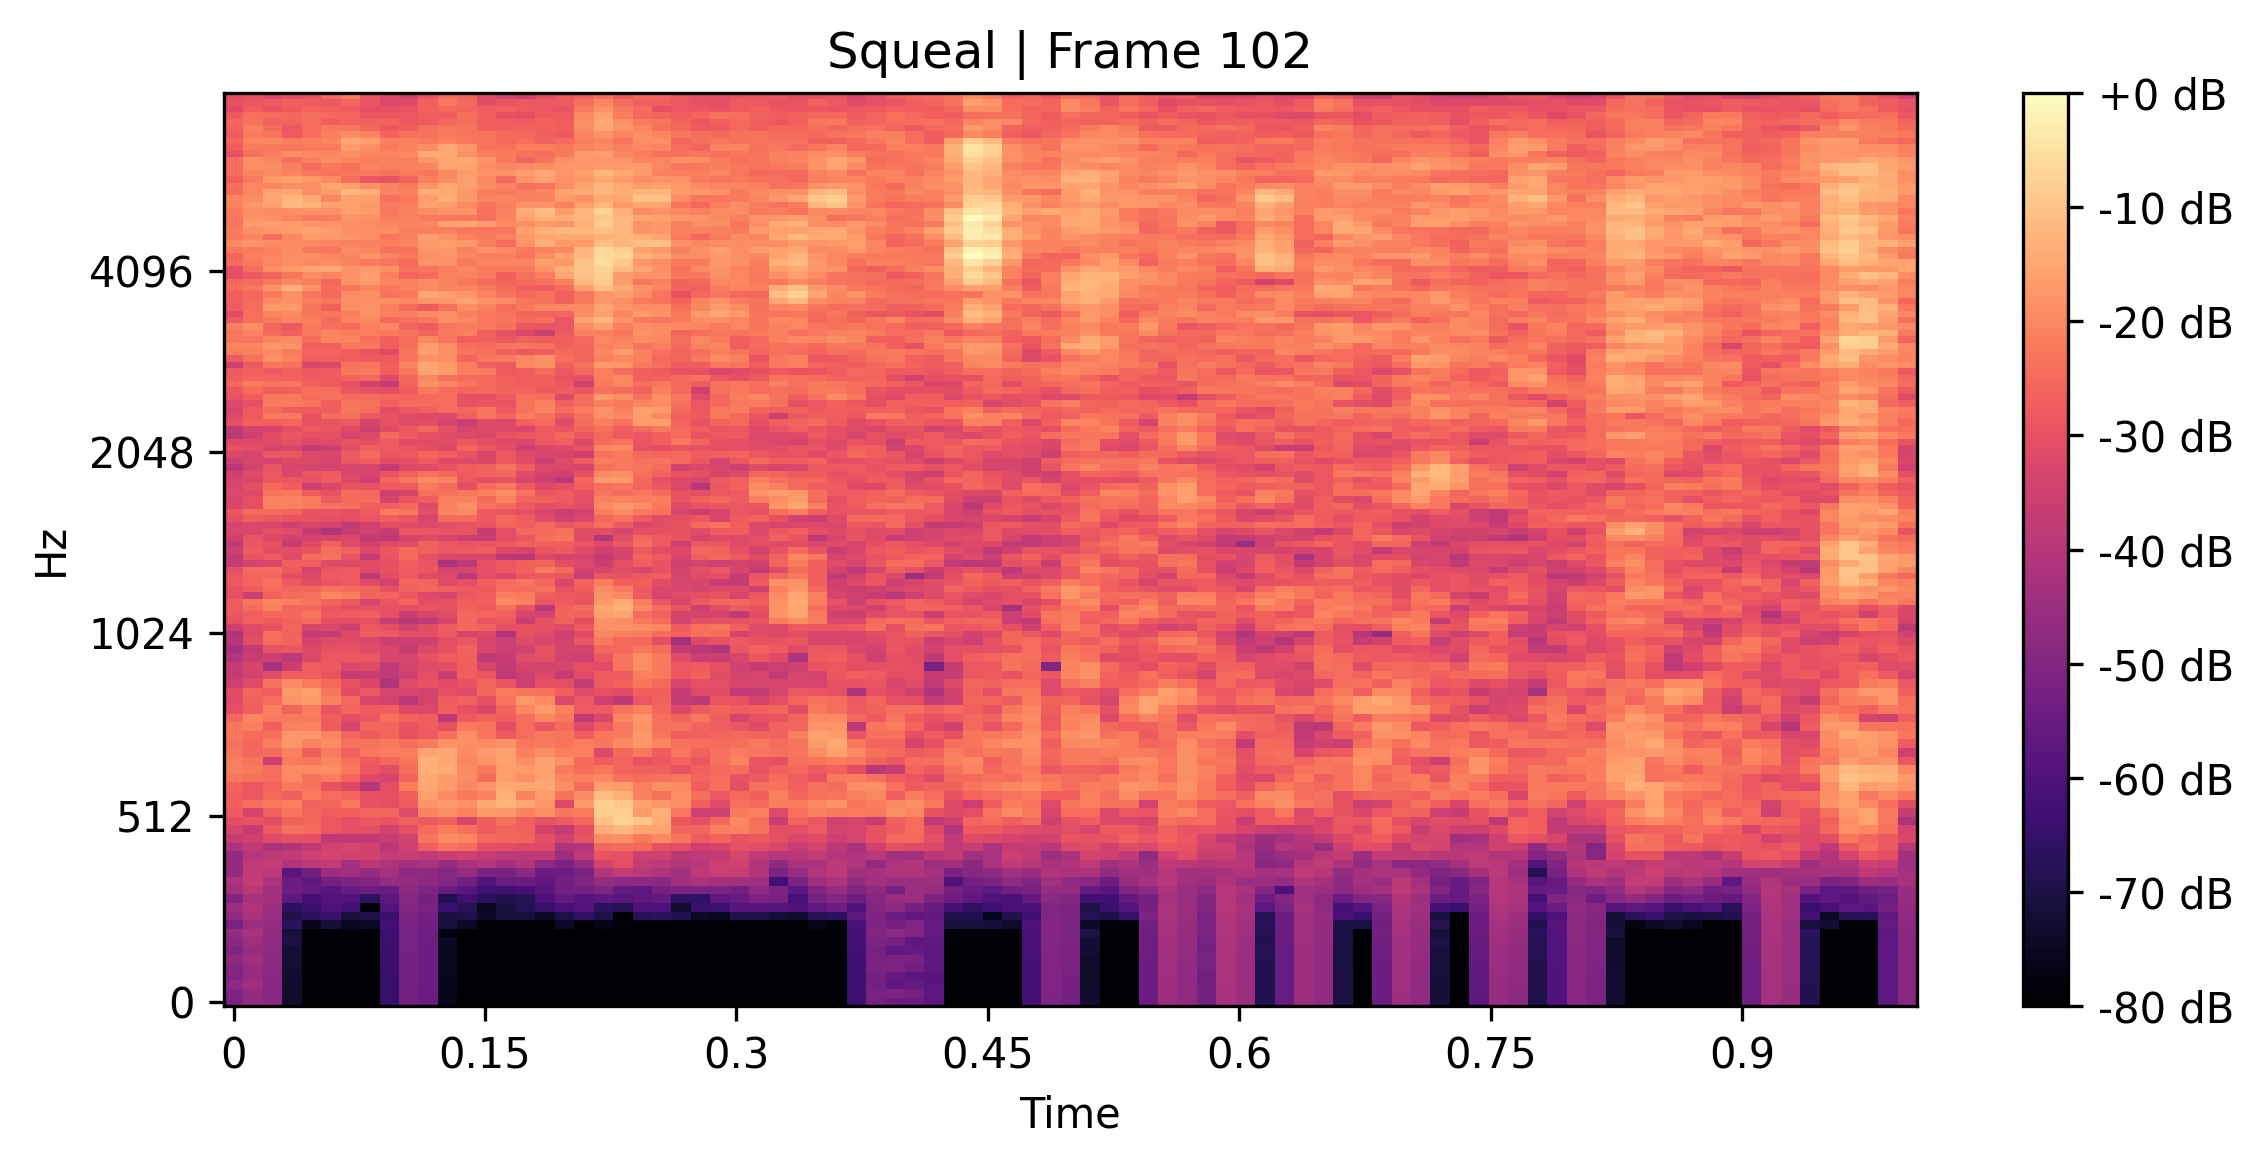 Squeal | Frame 102
Hz
4096
2048
1024
512
0
0 0.15 0.3 0.45 0.6 0.75 0.9
Time
+0 dB
-10 dB
-20 dB
-30 dB
-40 dB
-50 dB
-60 dB
-70 dB
-80 dB